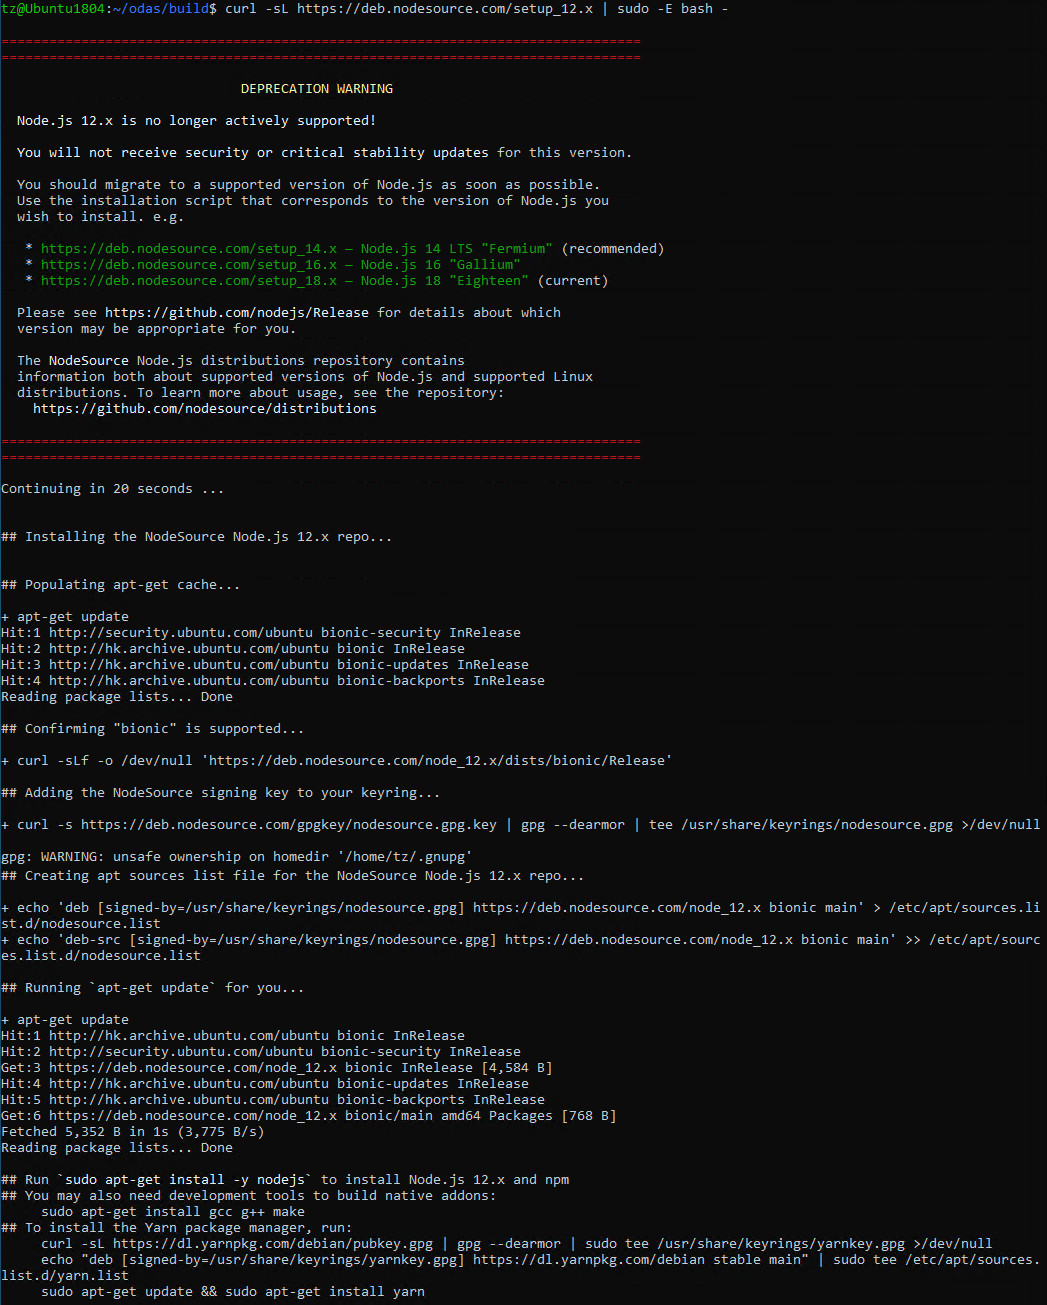 tz@Ubuntu1804:~/odas/build$ curl -sL https://deb.nodesource.com/setup_12.x | sudo -E bash -
================================================================================
================================================================================
DEPRECATION WARNING
Node.js 12.x is no longer actively supported!
You will not receive security or critical stability updates for this version.
You should migrate to a supported version of Node.js as soon as possible.
Use the installation script that corresponds to the version of Node.js you
wish to install. e.g.
* https://deb.nodesource.com/setup_14.x — Node.js 14 LTS "Fermium" (recommended)
* https://deb.nodesource.com/setup_16.x — Node.js 16 "Gallium"
* https://deb.nodesource.com/setup_18.x — Node.js 18 "Eighteen" (current)
Please see https://github.com/nodejs/Release for details about which
version may be appropriate for you.
The NodeSource Node.js distributions repository contains
information both about supported versions of Node.js and supported Linux
distributions. To learn more about usage, see the repository:
https://github.com/nodesource/distributions
================================================================================
================================================================================
Continuing in 20 seconds ...
## Installing the NodeSource Node.js 12.x repo...
## Populating apt-get cache...
+ apt-get update
Hit:1 http://security.ubuntu.com/ubuntu bionic-security InRelease
Hit:2 http://hk.archive.ubuntu.com/ubuntu bionic InRelease
Hit:3 http://hk.archive.ubuntu.com/ubuntu bionic-updates InRelease
Hit:4 http://hk.archive.ubuntu.com/ubuntu bionic-backports InRelease
Reading package lists... Done
## Confirming "bionic" is supported...
+ curl -sLf -o /dev/null 'https://deb.nodesource.com/node_12.x/dists/bionic/Release'
## Adding the NodeSource signing key to your keyring...
+ curl -s https://deb.nodesource.com/gpgkey/nodesource.gpg.key | gpg --dearmor | tee /usr/share/keyrings/nodesource.gpg >/dev/null
gpg: WARNING: unsafe ownership on homedir '/home/tz/.gnupg'
## Creating apt sources list file for the NodeSource Node.js 12.x repo...
+ echo 'deb [signed-by=/usr/share/keyrings/nodesource.gpg] https://deb.nodesource.com/node_12.x bionic main' > /etc/apt/sources.li
st.d/nodesource.list
+ echo 'deb-src [signed-by=/usr/share/keyrings/nodesource.gpg] https://deb.nodesource.com/node_12.x bionic main' >> /etc/apt/sourc
es.list.d/nodesource.list
## Running `apt-get update` for you...
+ apt-get update
Hit:1 http://hk.archive.ubuntu.com/ubuntu bionic InRelease
Hit:2 http://security.ubuntu.com/ubuntu bionic-security InRelease
Get:3 https://deb.nodesource.com/node_12.x bionic InRelease [4,584 B]
Hit:4 http://hk.archive.ubuntu.com/ubuntu bionic-updates InRelease
Hit:5 http://hk.archive.ubuntu.com/ubuntu bionic-backports InRelease
Get:6 https://deb.nodesource.com/node_12.x bionic/main amd64 Packages [768 B]
Fetched 5,352 B in 1s (3,775 B/s)
Reading package lists... Done
## Run `sudo apt-get install -y nodejs` to install Node.js 12.x and npm
## You may also need development tools to build native addons:
sudo apt-get install gcc g++ make
## To install the Yarn package manager, run:
curl -sL https://dl.yarnpkg.com/debian/pubkey.gpg | gpg --dearmor | sudo tee /usr/share/keyrings/yarnkey.gpg >/dev/null
echo "deb [signed-by=/usr/share/keyrings/yarnkey.gpg] https://dl.yarnpkg.com/debian stable main" | sudo tee /etc/apt/sources.
list.d/yarn.list
sudo apt-get update && sudo apt-get install yarn